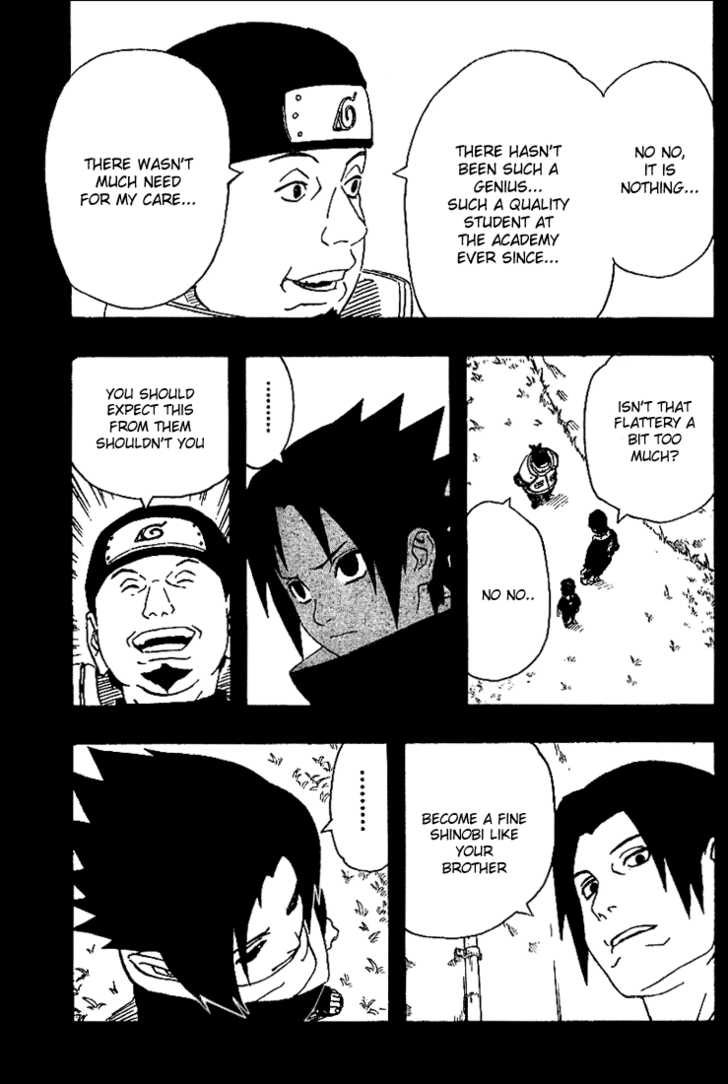 NO NO,
IT IS
NOTHING...
THERE HASN'T
BEEN SUCH A
GENIUS...
SUCH A QUALITY
STUDENT AT
THE ACADEMY
EVER SINCE...
THERE WASN'T
MUCH NEED
FOR MY CARE...
ISN'T THAT
FLATTERY A
BIT TOO
MUCH?
NO NO..
.........
YOU SHOULD
EXPECT THIS
FROM THEM
SHOULDN'T YOU
BECOME A FINE
SHINOBI LIKE
YOUR
BROTHER
.........